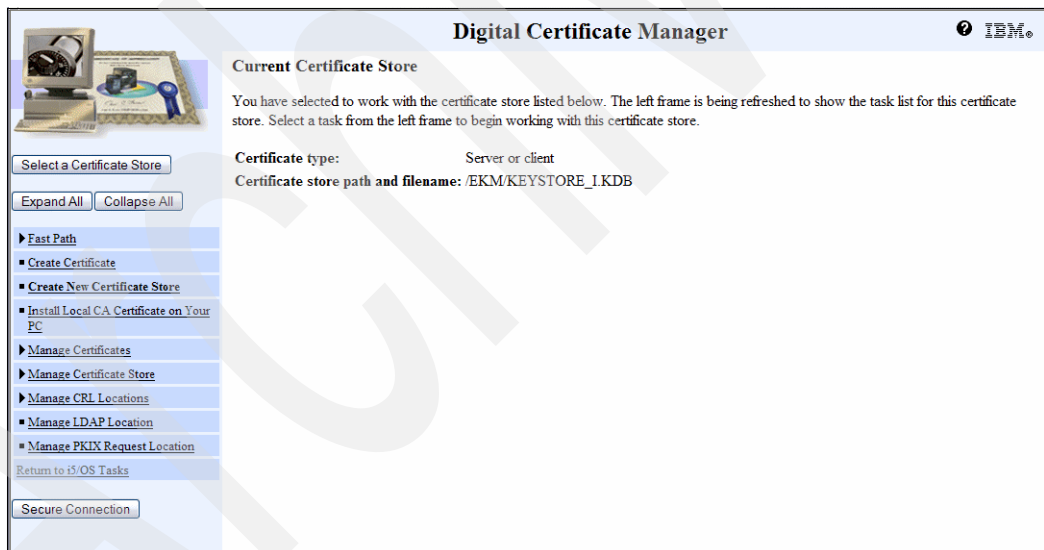 Digital Certificate Manager
IBM®
Current Certificate Store
You have selected to work with the certificate store listed below. The left frame is being refreshed to show the task list for this certificate
store. Select a task from the left frame to begin working with this certificate store.
Certificate type: Server or client
Certificate store path and filename: /EKM/KEYSTORE_I.KDB
Select a Certificate Store
Expand All Collapse All
Fast Path
Create Certificate
Create New Certificate Store
Install Local CA Certificate on Your
PC
Manage Certificates
Manage Certificate Store
Manage CRL Locations
Manage LDAP Location
Manage PKIX Request Location
Return to i5/OS Tasks
Secure Connection